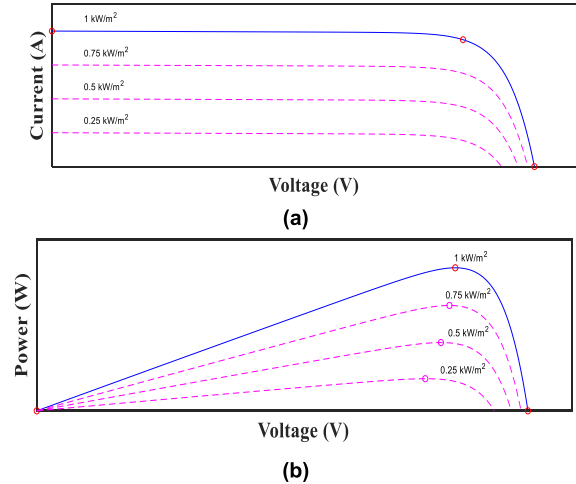 1 kW/m²
0.75 kW/m²
0.5 kW/m²
0.25 kW/m²
Current (A)
Voltage (V)
(a)
1 kW/m²
0.75 kW/m²
0.5 kW/m²
0.25 kW/m²
Power (W)
Voltage (V)
(b)